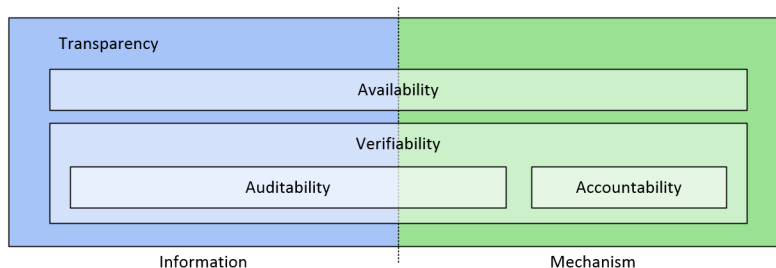 Transparency
Availability
Verifiability
Auditability
Accountability
Information
Mechanism